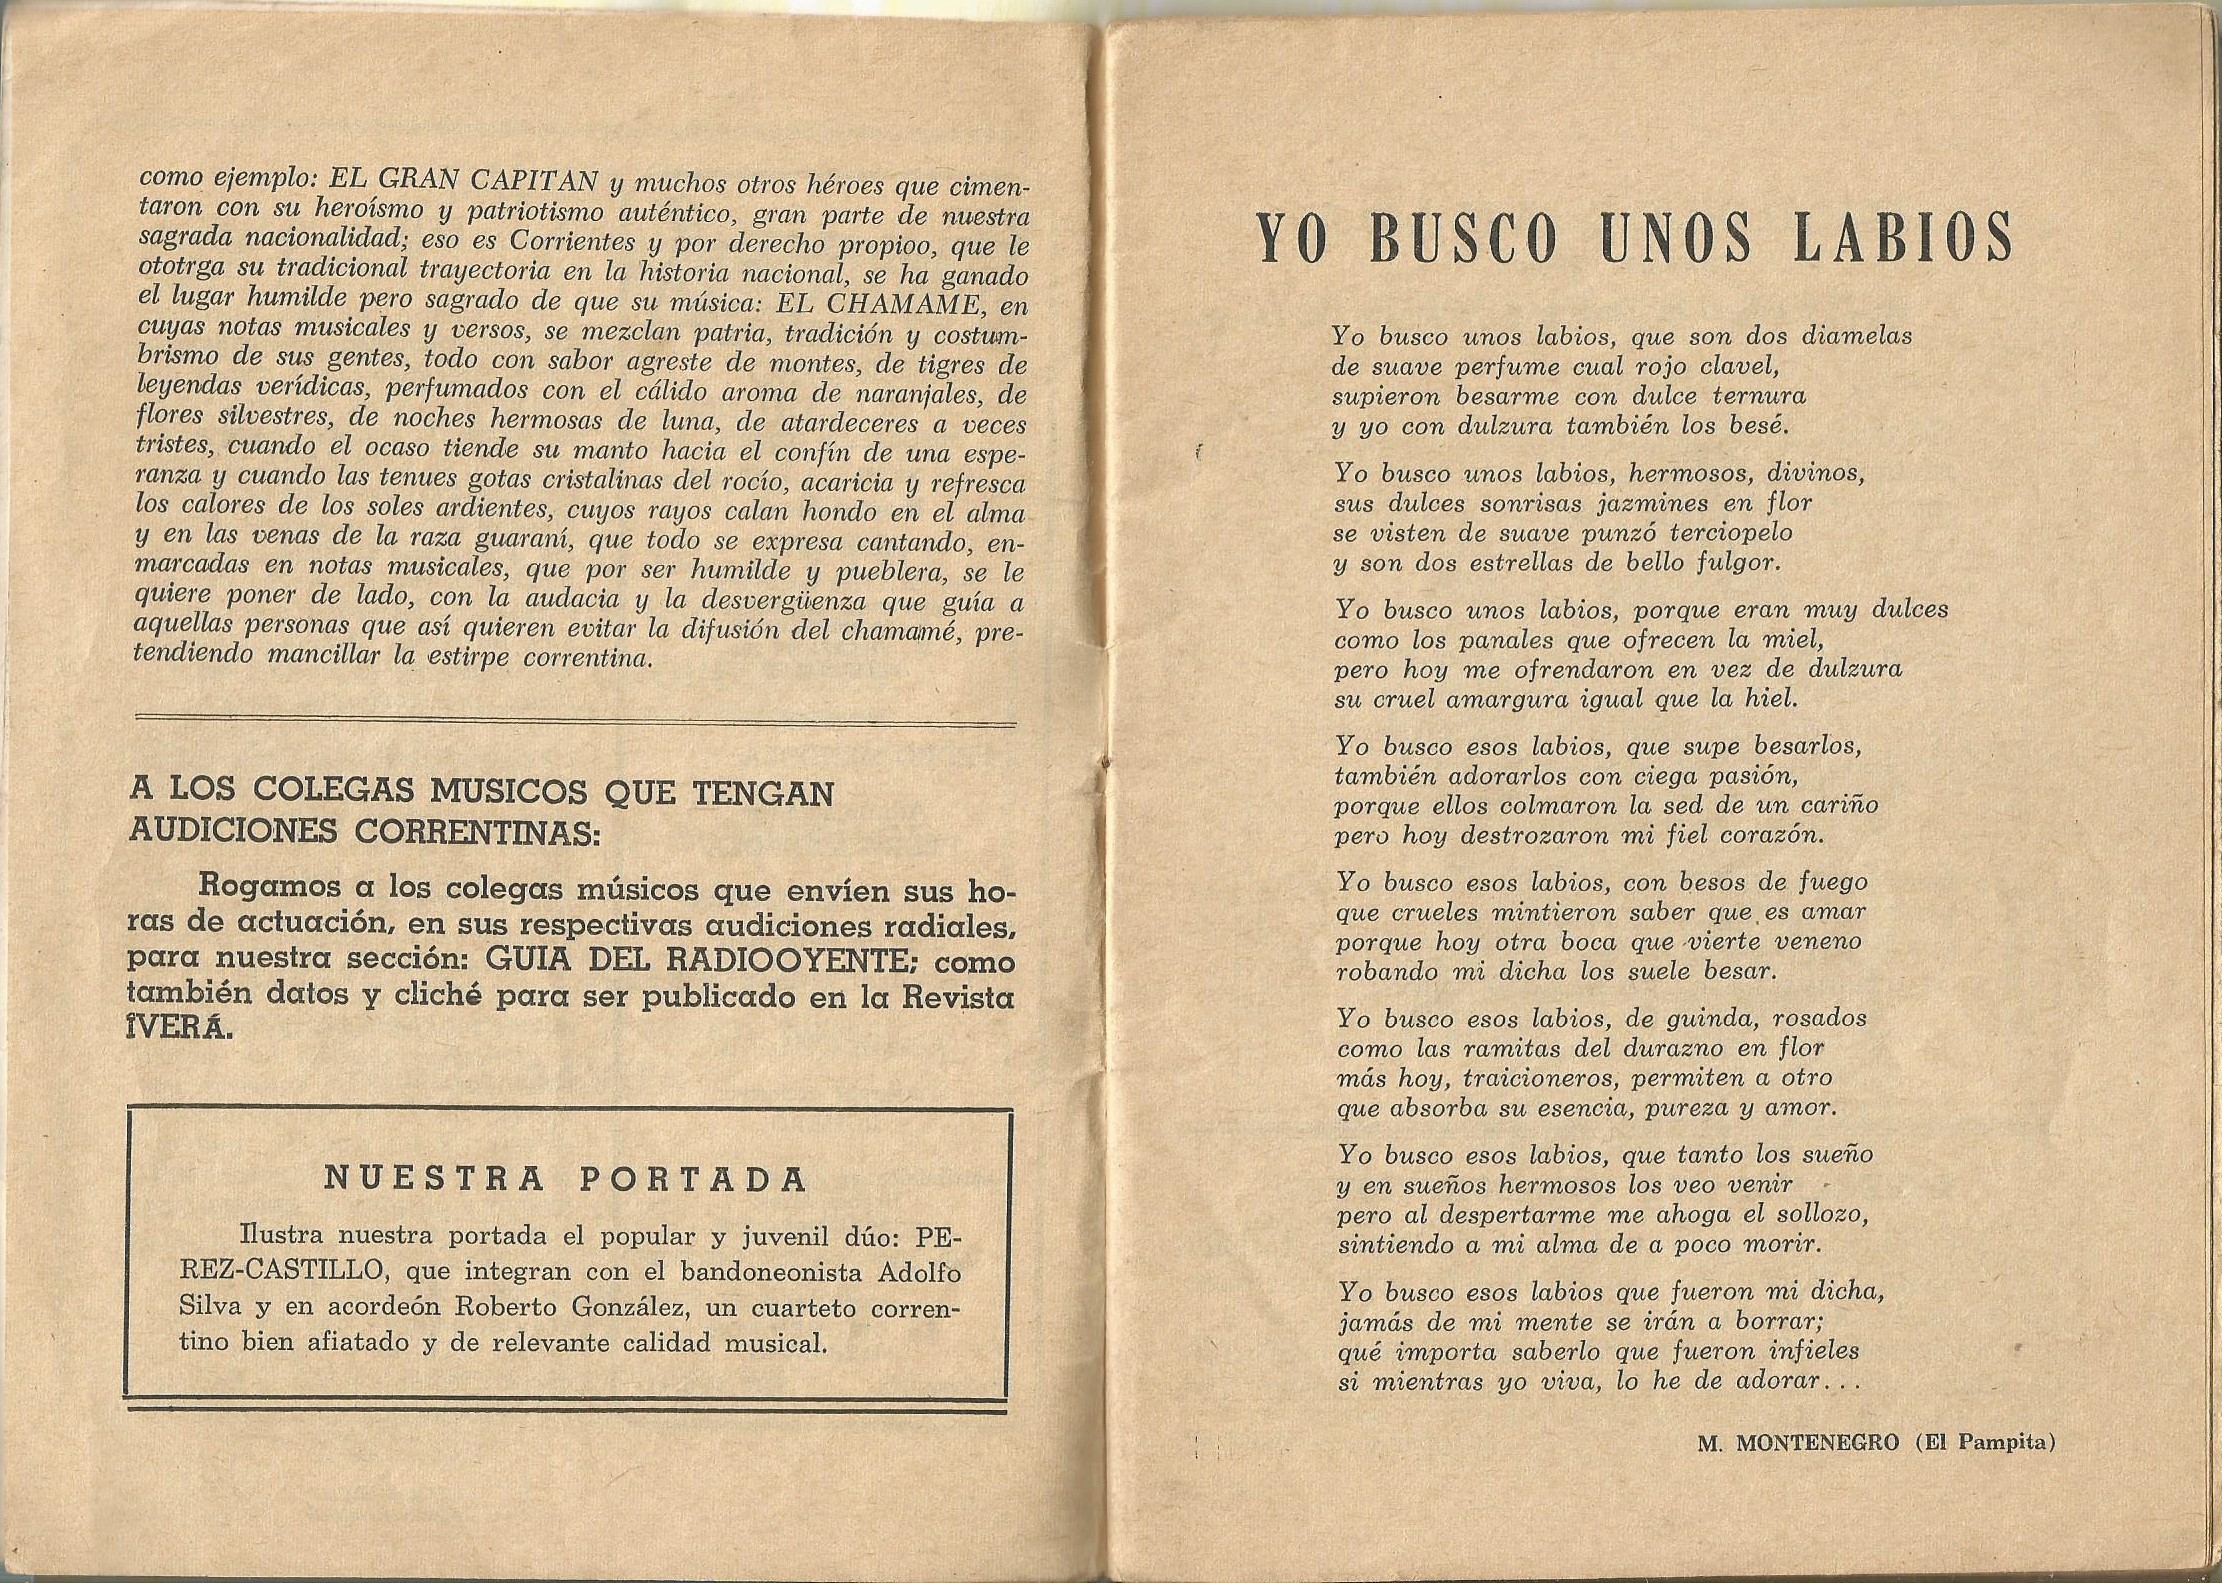 como ejemplo: EL GRAN CAPITAN y muchos otros héroes que cimen-
taron con su heroísmo y patriotismo auténtico, gran parte de nuestra
sagrada nacionalidad; eso es Corrientes y por derecho propioo, que le
ototrga su tradicional trayectoria en la historia nacional, se ha ganado
el lugar humilde pero sagrado de que su música: EL CHAMAME, en
cuyas notas musicales y versos, se mezclan patria, tradición y costum-
brismo de sus gentes, todo con sabor agreste de montes, de tigres de
leyendas verídicas, perfumados con el cálido aroma de naranjales, de
flores silvestres, de noches hermosas de luna, de atardeceres a veces
tristes, cuando el ocaso tiende su manto hacia el confín de una espe-
ranza y cuando las tenues gotas cristalinas del rocío, acaricia y refresca
los calores de los soles ardientes, cuyos rayos calan hondo en el alma
y en las venas de la raza guaraní, que todo se expresa cantando, en-
marcadas en notas musicales, que por ser humilde y pueblera, se le
quiere poner de lado, con la audacia y la desvergüenza que guía a
aquellas personas que así quieren evitar la difusión del chamamé, pre-
tendiendo mancillar la estirpe correntina.
A LOS COLEGAS MUSICOS QUE TENGAN
AUDICIONES CORRENTINAS:
Rogamos a los colegas músicos que envíen sus ho-
ras de actuación, en sus respectivas audiciones radiales,
para nuestra sección: GUIA DEL RADIOOYENTE; como
también datos y cliché para ser publicado en la Revista
ÎVERÁ.
NUESTRA PORTADA
Ilustra nuestra portada el popular y juvenil dúo: PE-
REZ-CASTILLO, que integran con el bandoneonista Adolfo
Silva y en acordeón Roberto González, un cuarteto corren-
tino bien afiatado y de relevante calidad musical.
YO BUSCO UNOS LABIOS
Yo busco unos labios, que son dos diamelas
de suave perfume cual rojo clavel,
supieron besarme con dulce ternura
y yo con dulzura también los besé.
Yo busco unos labios, hermosos, divinos,
sus dulces sonrisas jazmines en flor
se visten de suave punzó terciopelo
y son dos estrellas de bello fulgor.
Yo busco unos labios, porque eran muy dulces
como los panales que ofrecen la miel,
pero hoy me ofrendaron en vez de dulzura
su cruel amargura igual que la hiel.
Yo busco esos labios, que supe besarlos,
también adorarlos con ciega pasión,
porque ellos colmaron la sed de un cariño
pero hoy destrozaron mi fiel corazón.
Yo busco esos labios, con besos de fuego
que crueles mintieron saber que es amar
porque hoy otra boca que vierte veneno
robando mi dicha los suele besar.
Yo busco esos labios, de guinda, rosados
como las ramitas del durazno en flor
más hoy, traicioneros, permiten a otro
que absorba su esencia, pureza y amor.
Yo busco esos labios, que tanto los sueño
y en sueños hermosos los veo venir
pero al despertarme me ahoga el sollozo,
sintiendo a mi alma de a poco morir.
Yo busco esos labios que fueron mi dicha,
jamás de mi mente se irán a borrar;
qué importa saberlo que fueron infieles
si mientras yo viva, lo he de adorar...
M. MONTENEGRO (El Pampita)